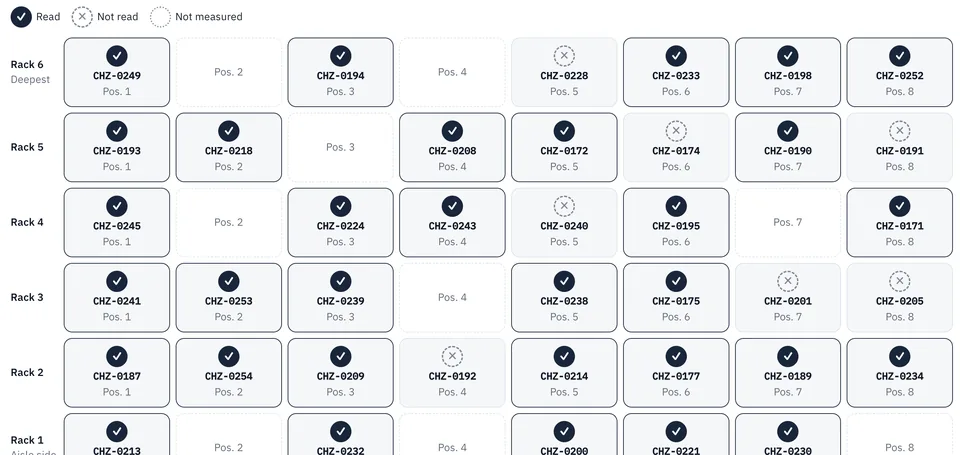 Read Not read Not measured
Rack 6
Deepest
CHZ-0249
Pos. 1
Pos. 2
CHZ-0194
Pos. 3
Pos. 4
CHZ-0228
Pos. 5
CHZ-0233
Pos. 6
CHZ-0198
Pos. 7
CHZ-0252
Pos. 8
Rack 5
CHZ-0193
Pos. 1
CHZ-0218
Pos. 2
Pos. 3
CHZ-0208
Pos. 4
CHZ-0172
Pos. 5
CHZ-0174
Pos. 6
CHZ-0190
Pos. 7
CHZ-0191
Pos. 8
Rack 4
CHZ-0245
Pos. 1
Pos. 2
CHZ-0224
Pos. 3
CHZ-0243
Pos. 4
CHZ-0240
Pos. 5
CHZ-0195
Pos. 6
Pos. 7
CHZ-0171
Pos. 8
Rack 3
CHZ-0241
Pos. 1
CHZ-0253
Pos. 2
CHZ-0239
Pos. 3
Pos. 4
CHZ-0238
Pos. 5
CHZ-0175
Pos. 6
CHZ-0201
Pos. 7
CHZ-0205
Pos. 8
Rack 2
CHZ-0187
Pos. 1
CHZ-0254
Pos. 2
CHZ-0209
Pos. 3
CHZ-0192
Pos. 4
CHZ-0214
Pos. 5
CHZ-0177
Pos. 6
CHZ-0189
Pos. 7
CHZ-0234
Pos. 8
Rack 1
Aisle side
CHZ-0213
Pos. 2
CHZ-0232
Pos. 4
CHZ-0200
CHZ-0221
CHZ-0230
Pos. 8